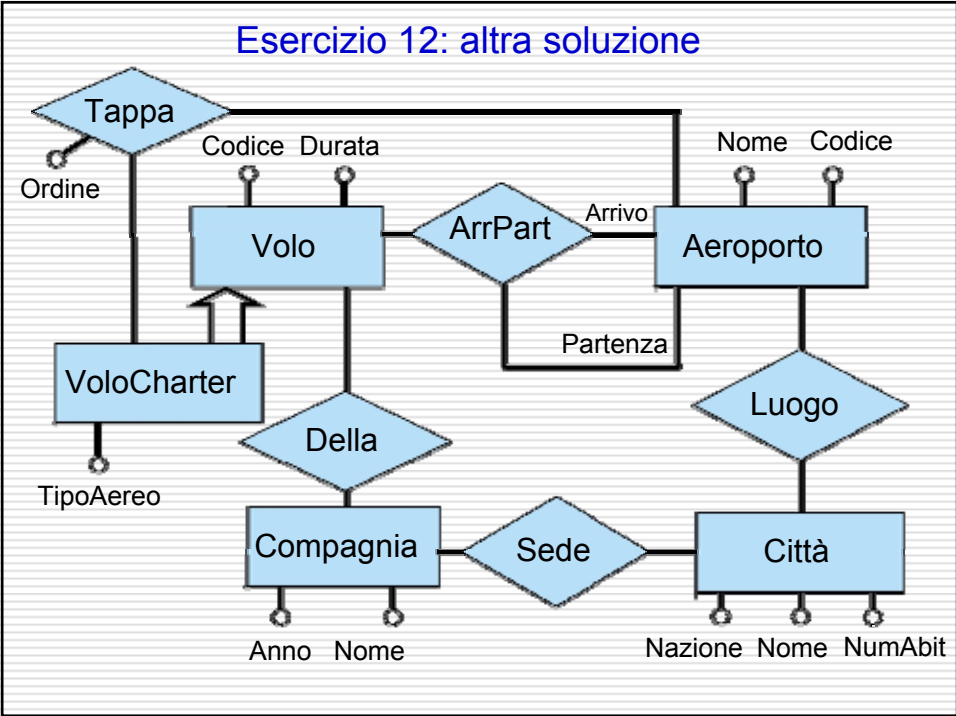 Esercizio 12: altra soluzione
Tappa
Ordine
Codice Durata
Nome Codice
Volo
ArrPart
Arrivo
Aeroporto
Partenza
VoloCharter
TipoAereo
Della
Luogo
Compagnia
Sede
Città
Anno Nome
Nazione Nome NumAbit